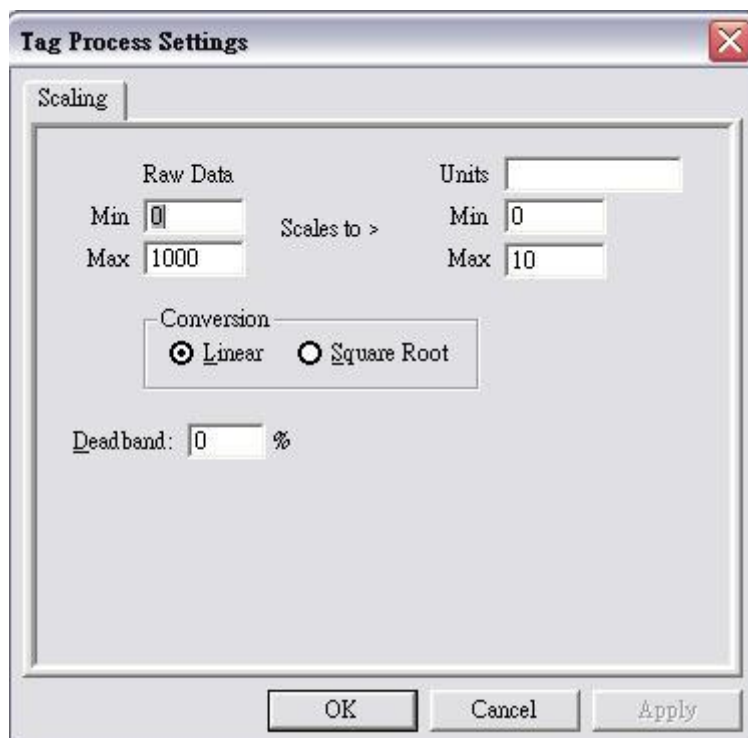 Tag Process Settings
Scaling
Raw Data
Units
Min 0
Scales to >
Min 0
Max 1000
Max 10
Conversion
Linear
Square Root
Deadband: 0 %
OK
Cancel
Apply